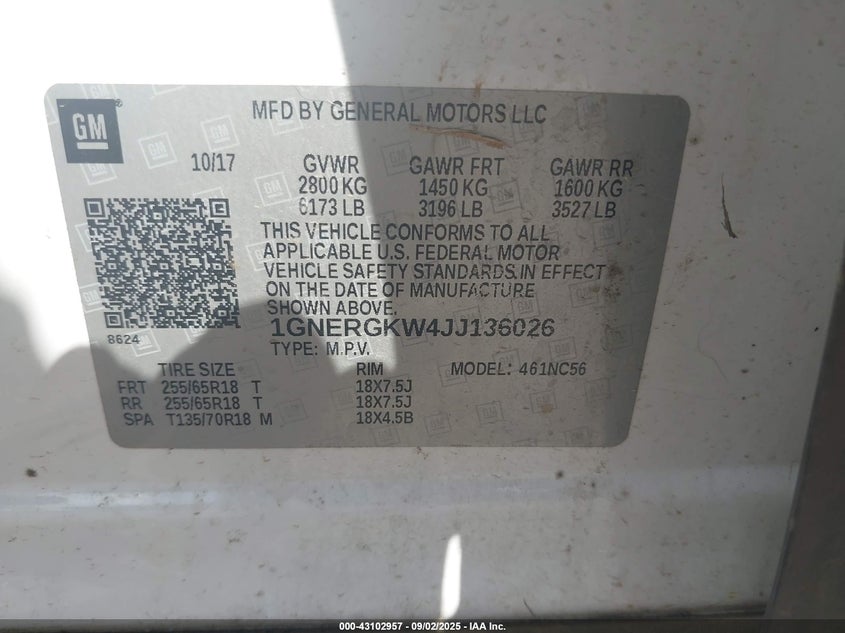 GM
MFD BY GENERAL MOTORS LLC
10/17 GVWR GAWR FRT GAWR RR
2800 KG 1450 KG 1600 KG
6173 LB 3196 LB 3527 LB
THIS VEHICLE CONFORMS TO ALL
APPLICABLE U.S. FEDERAL MOTOR
VEHICLE SAFETY STANDARDS IN EFFECT
ON THE DATE OF MANUFACTURE
SHOWN ABOVE.
1GNERGKW4JJ136026
8624
TYPE: M.P.V.
TIRE SIZE RIM MODEL: 461NC56
FRT 255/65R18 T 18X7.5J
RR 255/65R18 T 18X7.5J
SPA T135/70R18 M 18X4.5B
000-43102957 - 09/02/2025 - IAA Inc.